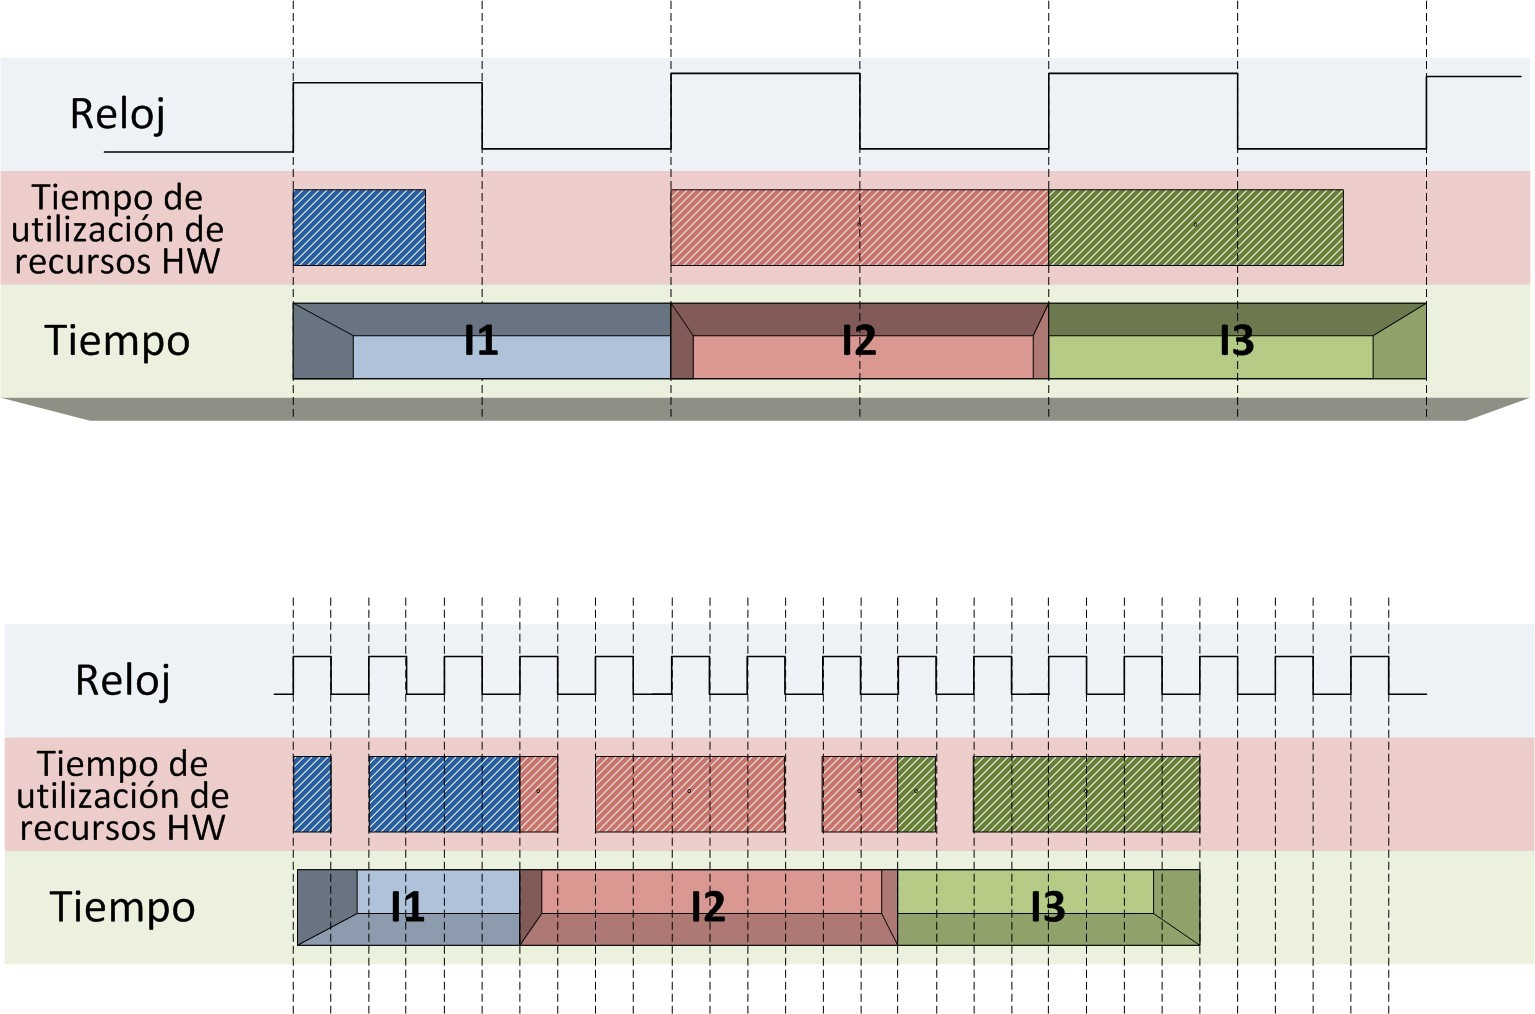 Reloj
Tiempo de
utilización de
recursos HW
Tiempo
I1
I2
I3
Reloj
Tiempo de
utilización de
recursos HW
Tiempo
I1
I2
I3